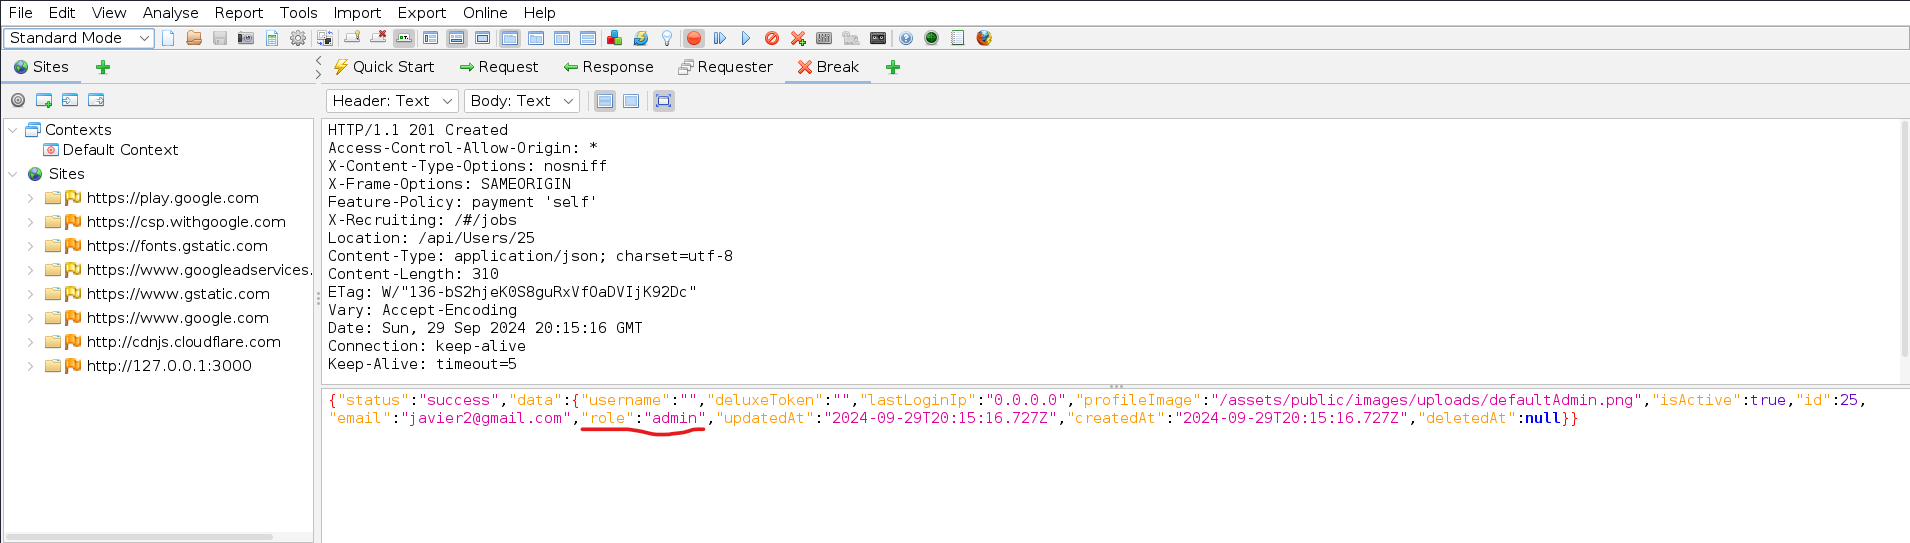 File Edit View Analyse Report Tools Import Export Online Help
Standard Mode
Sites
Quick Start Request Response Requester Break
Header: Text Body: Text
Contexts
Default Context
Sites
https://play.google.com
https://csp.withgoogle.com
https://fonts.gstatic.com
https://www.googleadservices.
https://www.gstatic.com
https://www.google.com
http://cdnjs.cloudflare.com
http://127.0.0.1:3000
HTTP/1.1 201 Created
Access-Control-Allow-Origin: *
X-Content-Type-Options: nosniff
X-Frame-Options: SAMEORIGIN
Feature-Policy: payment 'self'
X-Recruiting: /#/jobs
Location: /api/Users/25
Content-Type: application/json; charset=utf-8
Content-Length: 310
ETag: W/"136-bS2hjeK0S8guRxVfOaDVIjK92Dc"
Vary: Accept-Encoding
Date: Sun, 29 Sep 2024 20:15:16 GMT
Connection: keep-alive
Keep-Alive: timeout=5
{"status":"success","data":{"username":"","deluxeToken":"","lastLoginIp":"0.0.0.0","profileImage":"/assets/public/images/uploads/defaultAdmin.png","isActive":true,"id":25,
"email":"javier2@gmail.com","role":"admin","updatedAt":"2024-09-29T20:15:16.727Z","createdAt":"2024-09-29T20:15:16.727Z","deletedAt":null}}